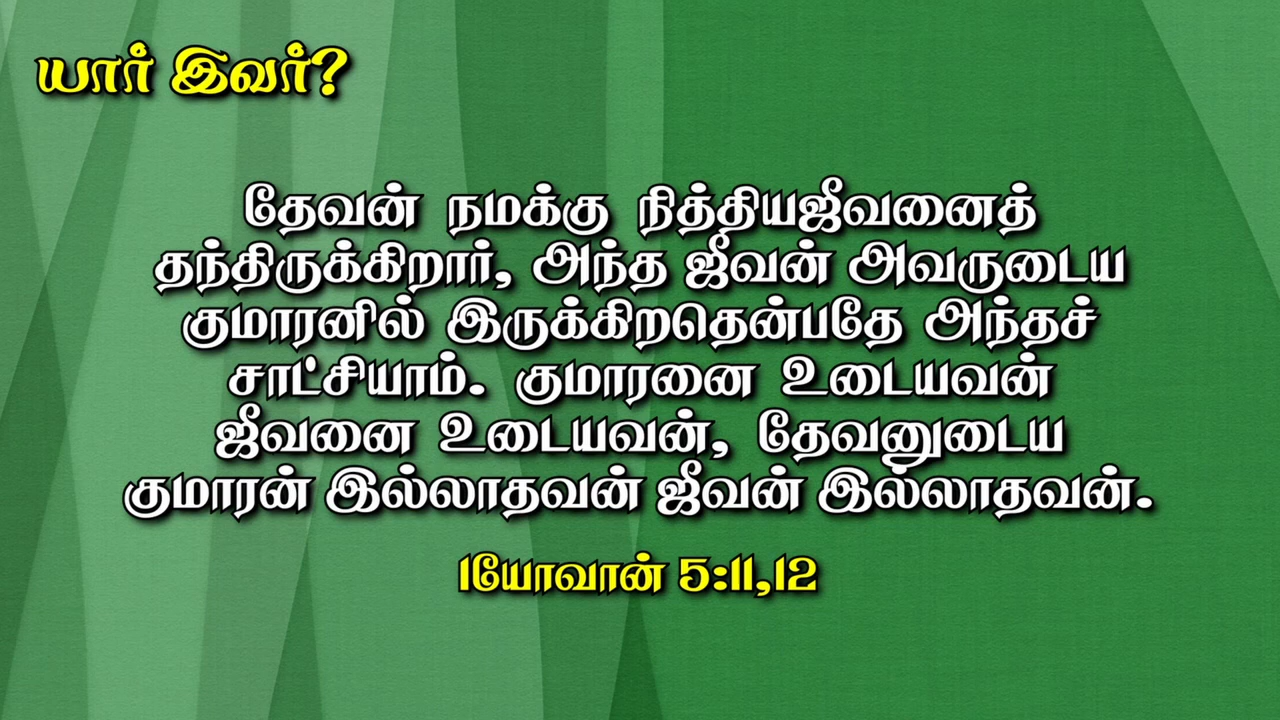 யார் இவர்?
தேவன் நமக்கு நித்தியஜீவனைத்
தந்திருக்கிறார், அந்த ஜீவன் அவருடைய
குமாரனில் இருக்கிறதென்பதே அந்தச்
சாட்சியாம். குமாரனை உடையவன்
ஜீவனை உடையவன், தேவனுடைய
குமாரன் இல்லாதவன் ஜீவன் இல்லாதவன்.
1யோவான் 5:11,12